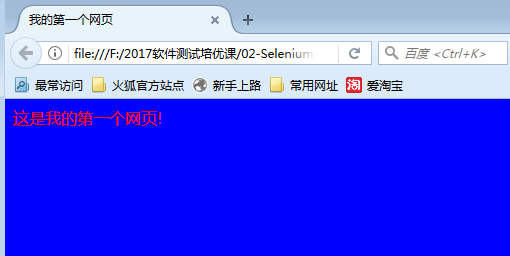 我的第一个网页
file:///F:/2017软件测试培优课/02-Selenium
百度 <Ctrl+K>
最常访问 火狐官方站点 新手上路 常用网址 淘 爱淘宝
这是我的第一个网页!